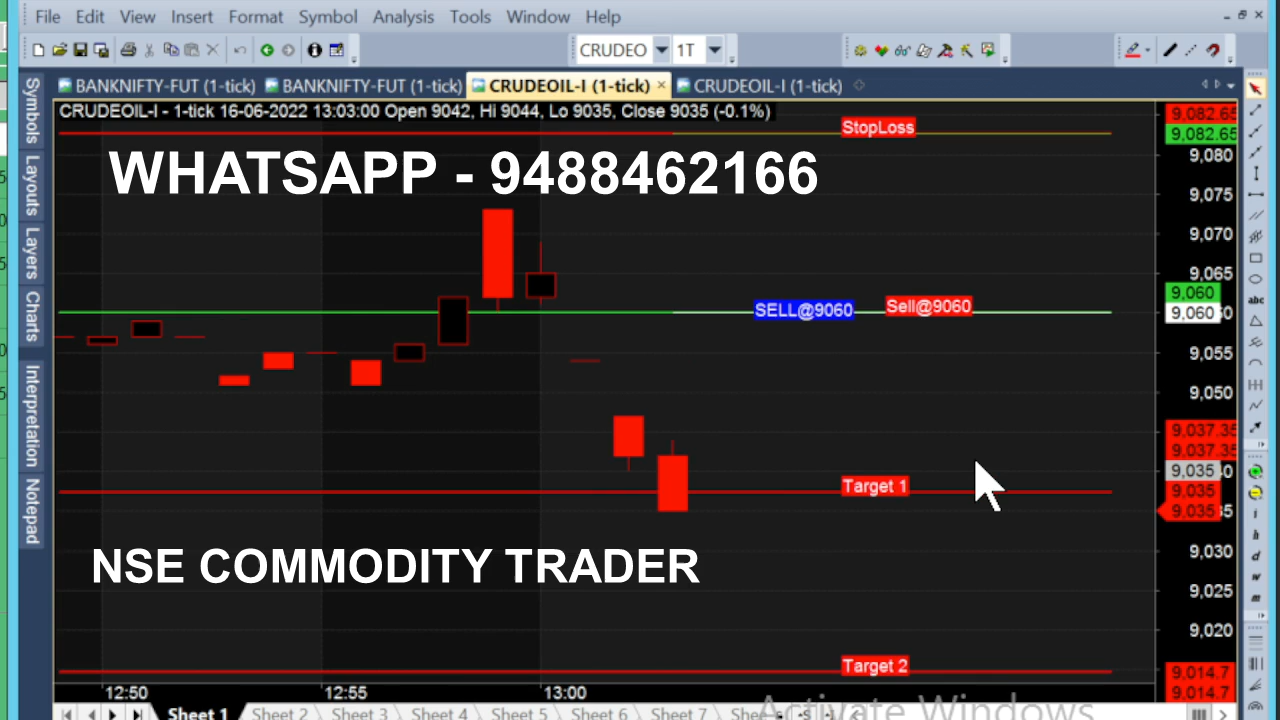 File Edit View Insert Format Symbol Analysis Tools Window Help
CRUDEO 1T
BANKNIFTY-FUT (1-tick) BANKNIFTY-FUT (1-tick) CRUDEOIL-I (1-tick) × CRUDEOIL-I (1-tick)
CRUDEOIL-I - 1-tick 16-06-2022 13:03:00 Open 9042, Hi 9044, Lo 9035, Close 9035 (-0.1%)
Symbols
Layouts
Layers
Charts
Interpretation
Notepad
StopLoss
WHATSAPP - 9488462166
SELL@9060 Sell@9060
Target 1
NSE COMMODITY TRADER
Target 2
9,082.65
9,082.65
9,080
9,075
9,070
9,065
9,060
9,060
9,055
9,050
9,037.35
9,037.35
9,035
9,035
9,035
9,030
9,025
9,020
9,014.7
9,014.7
abc
12:50 12:55 13:00
Activate Windows
Sheet 1 Sheet 2 Sheet 3 Sheet 4 Sheet 5 Sheet 6 Sheet 7